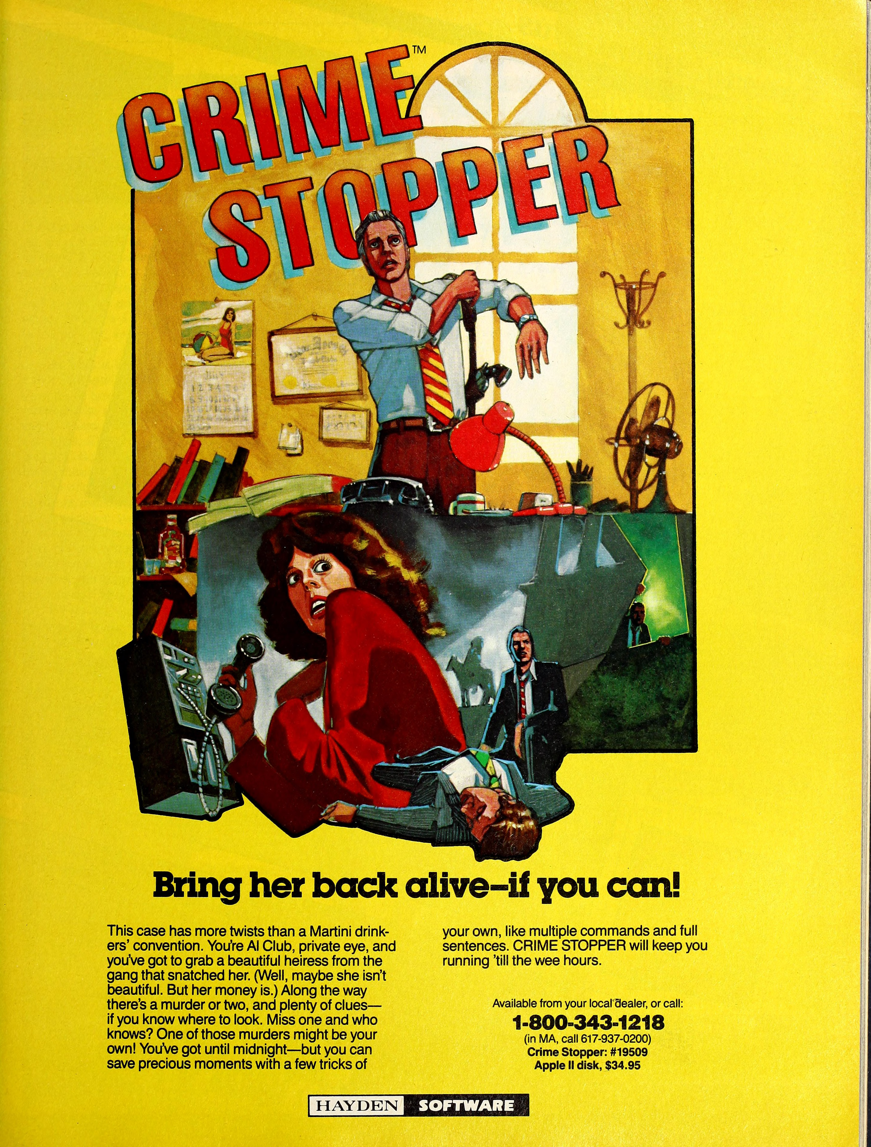 CRIME™
STOPPER
Bring her back alive—if you can!
This case has more twists than a Martini drink-
ers' convention. You're Al Club, private eye, and
you've got to grab a beautiful heiress from the
gang that snatched her. (Well, maybe she isn't
beautiful. But her money is.) Along the way
there's a murder or two, and plenty of clues—
if you know where to look. Miss one and who
knows? One of those murders might be your
own! You've got until midnight—but you can
save precious moments with a few tricks of
your own, like multiple commands and full
sentences. CRIME STOPPER will keep you
running 'till the wee hours.
Available from your local dealer, or call:
1-800-343-1218
(in MA, call 617-937-0200)
Crime Stopper: #19509
Apple II disk, $34.95
HAYDEN SOFTWARE